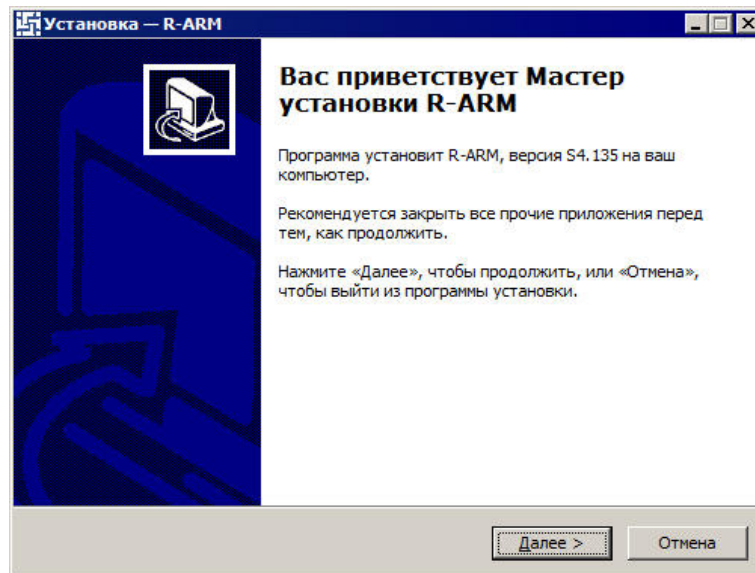 Установка — R-ARM
Вас приветствует Мастер
установки R-ARM
Программа установит R-ARM, версия S4.135 на ваш
компьютер.
Рекомендуется закрыть все прочие приложения перед
тем, как продолжить.
Нажмите «Далее», чтобы продолжить, или «Отмена»,
чтобы выйти из программы установки.
Далее >
Отмена